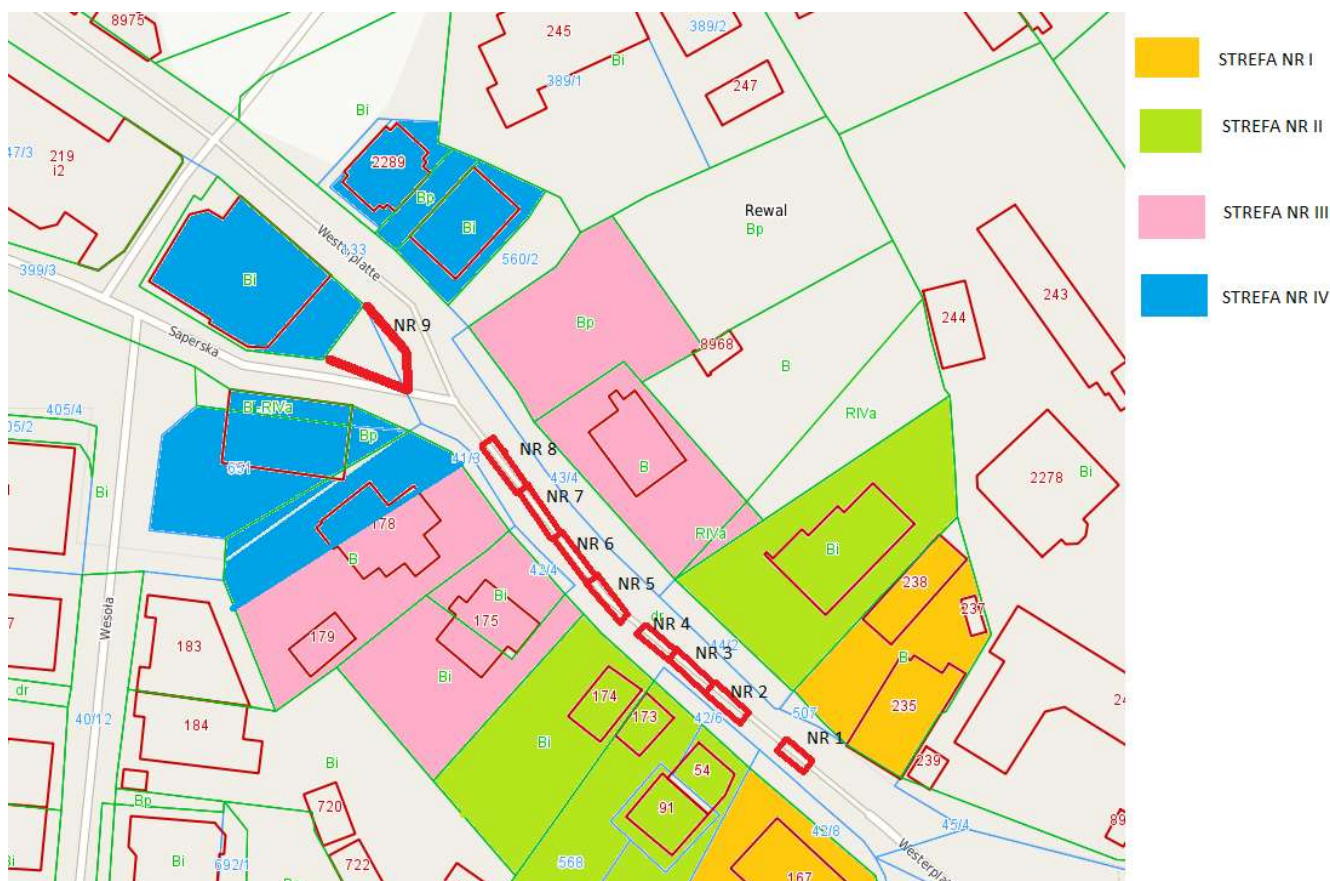 8975
245
389/2
Bi
389/1
247
Bi
47/3
219
i2
2289
Bp
Bi
Westerplatte
433
560/2
Rewal
Bp
399/3
Bi
NR 9
Saperska
Bp
8968
B
244
243
RIVa
405/4
Bi-RIVa
Bp
651
41/3
NR 8
43/4
B
2278
Bi
Bi
NR 7
178
B
RIVa
Bi
NR 6
42/4
NR 5
238
237
Wesoła
183
179
Bi
175
dr
NR 4
44/2
B
NR 3
dr
40/12
184
Bi
174
173
NR 2
42/6
507
235
NR 1
239
Bi
Bi
54
Bp
720
91
Bi
692/1
722
568
42/8
167
45/4
Westerplatte
STREFA NR I
STREFA NR II
STREFA NR III
STREFA NR IV